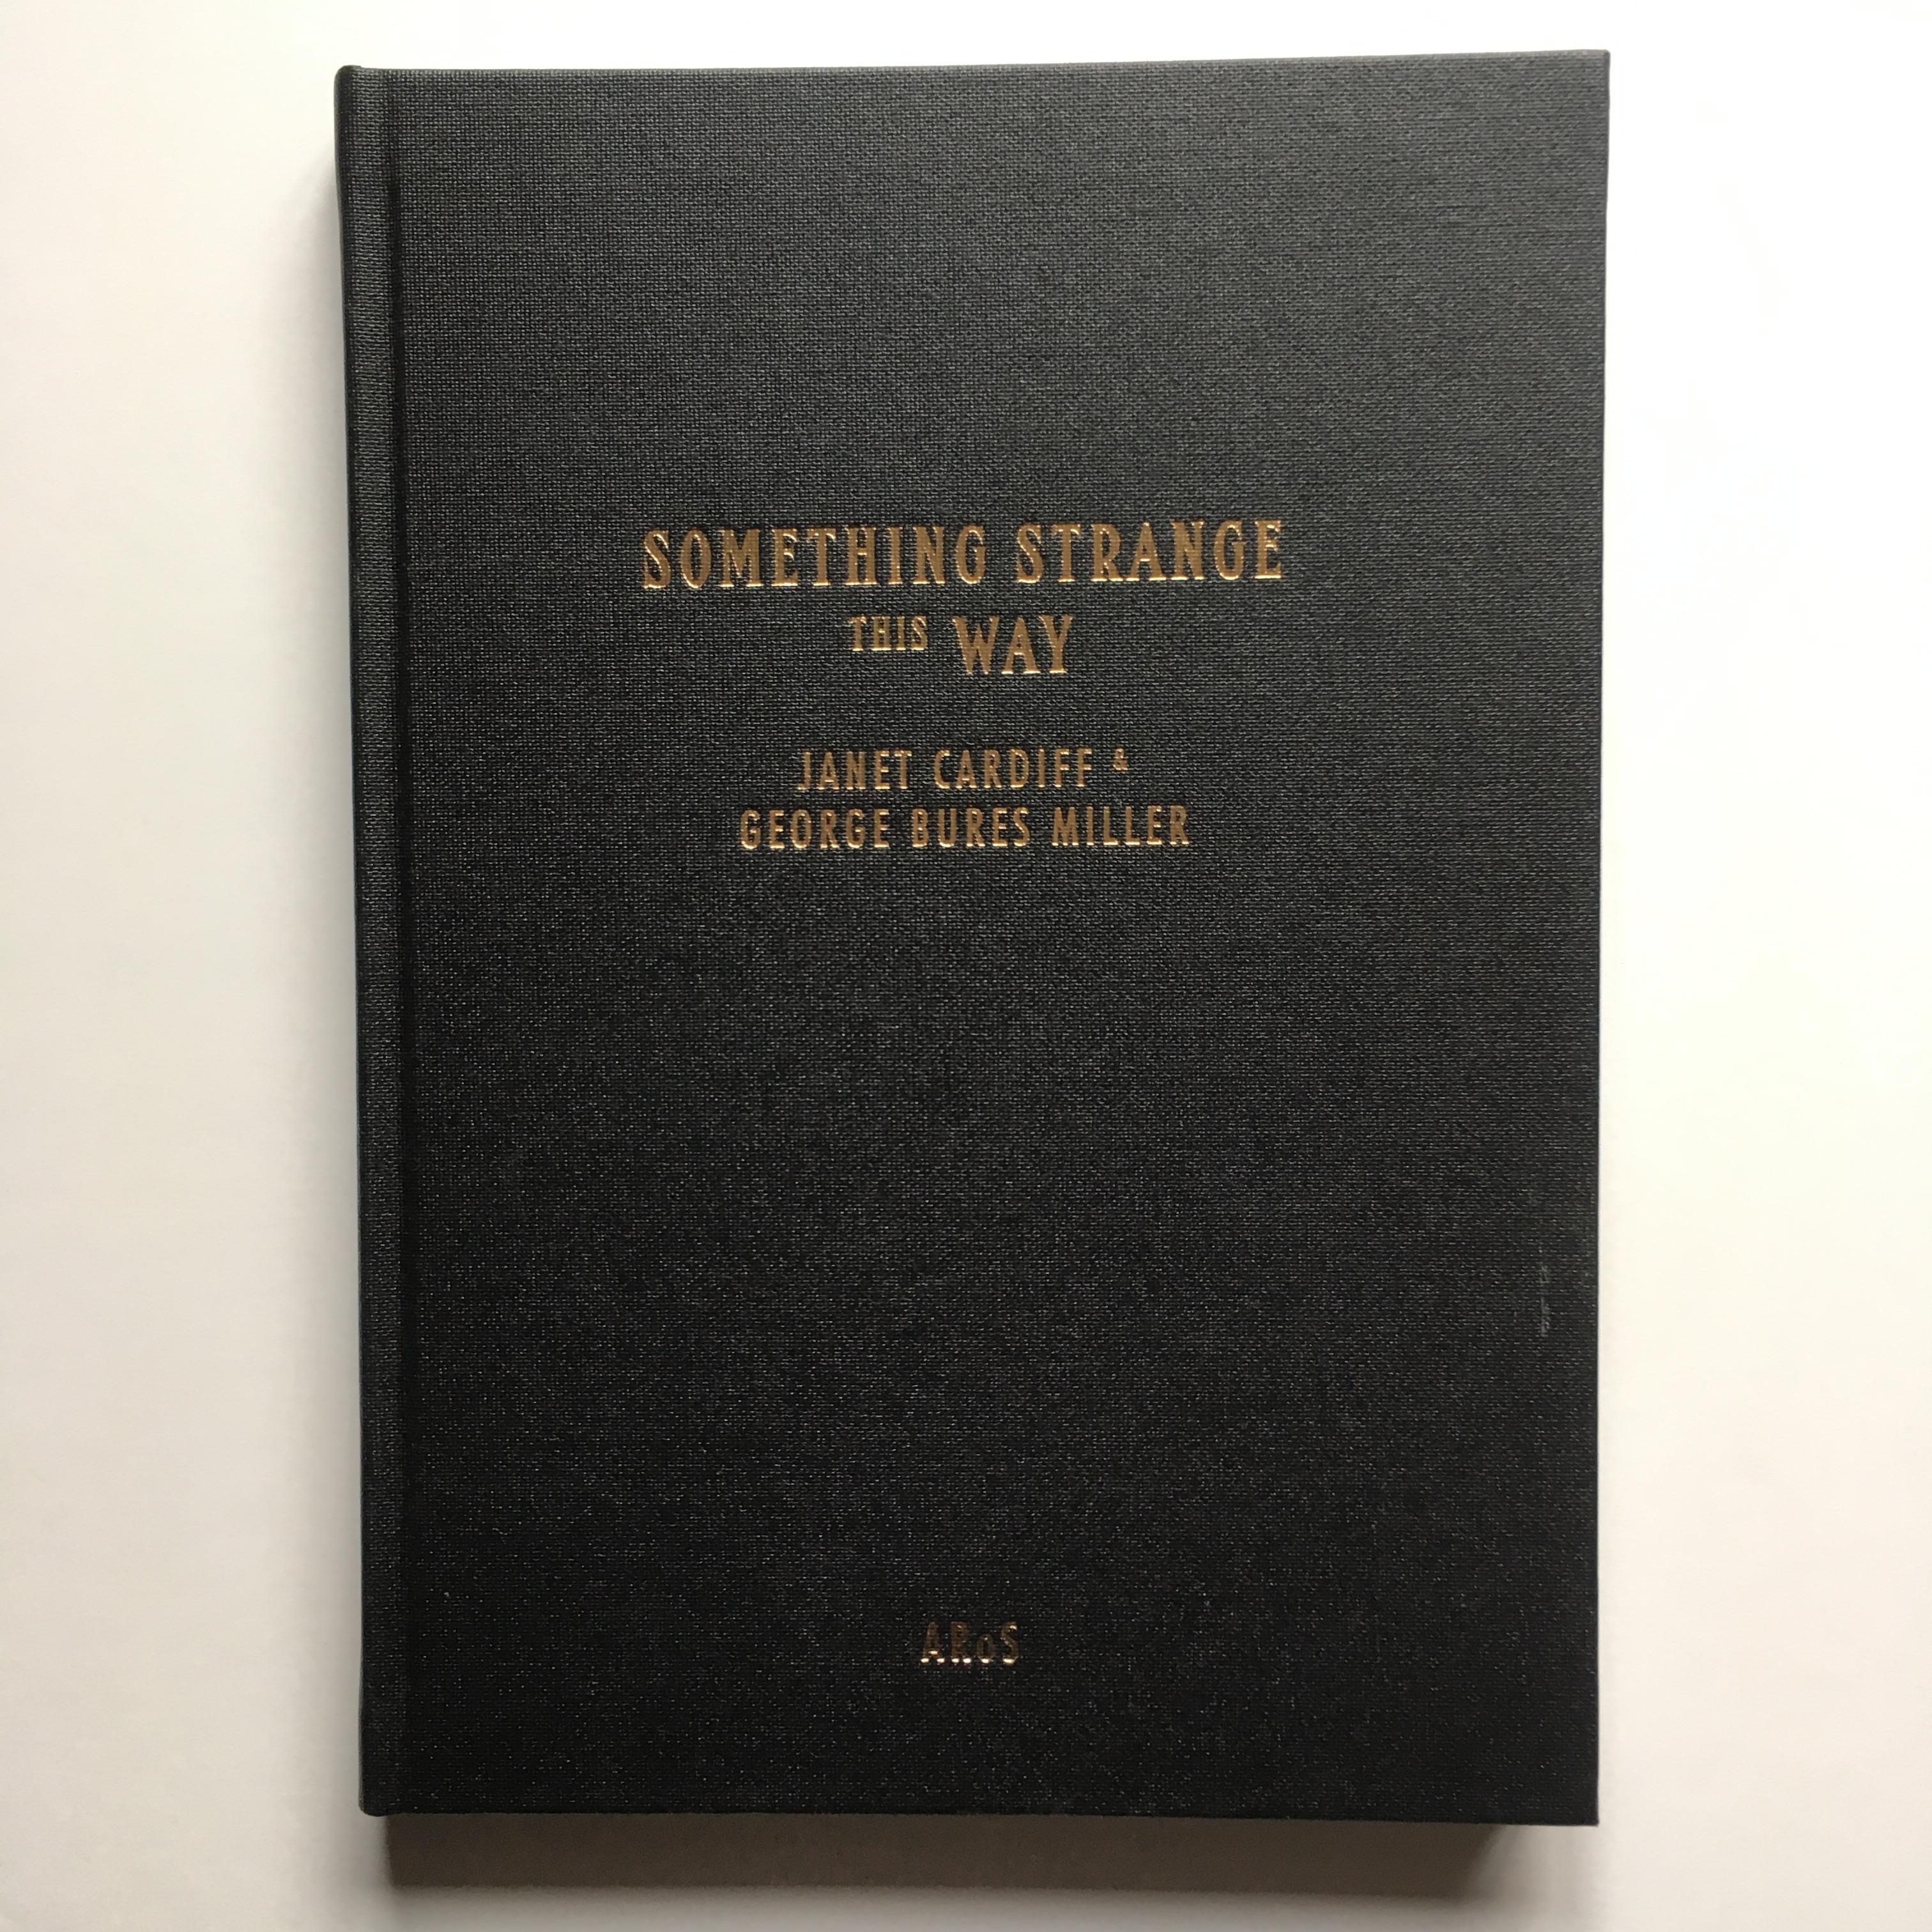 SOMETHING STRANGE
THIS WAY
JANET CARDIFF &
GEORGE BURES MILLER
ARoS